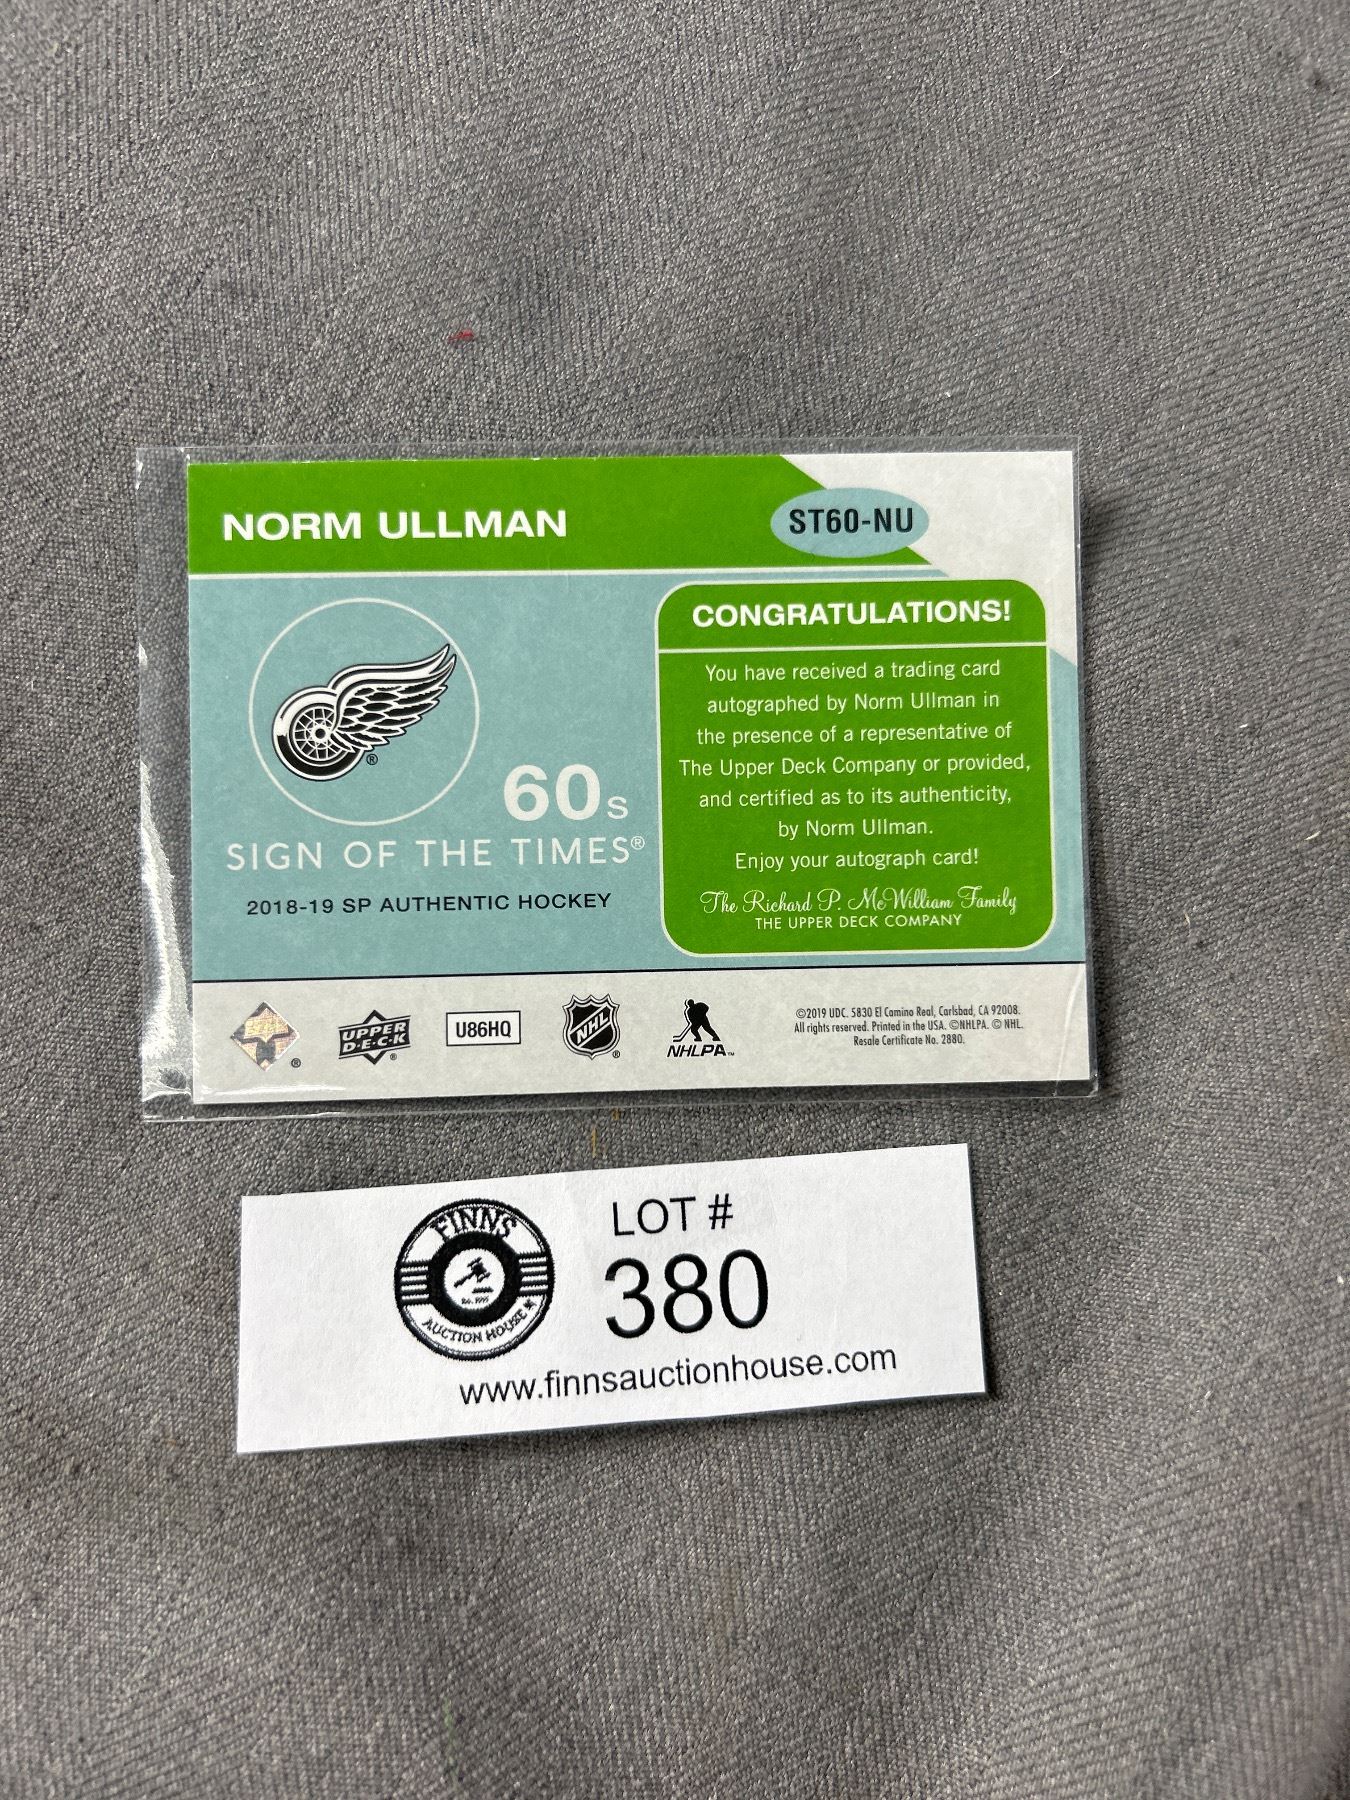 NORM ULLMAN
ST60-NU
CONGRATULATIONS!
You have received a trading card
autographed by Norm Ullman in
the presence of a representative of
The Upper Deck Company or provided,
and certified as to its authenticity,
by Norm Ullman.
Enjoy your autograph card!
The Richard P. McWilliam Family
THE UPPER DECK COMPANY
®
60s
SIGN OF THE TIMES®
2018-19 SP AUTHENTIC HOCKEY
®
UPPER
D·E·C·K
®
U86HQ
NHL
®
NHLPA™
©2019 UDC. 5830 El Camino Real, Carlsbad, CA 92008.
All rights reserved. Printed in the USA. ©NHLPA. © NHL.
Resale Certificate No. 2880.
FINNS
AUCTION HOUSE
LOT #
380
www.finnsauctionhouse.com